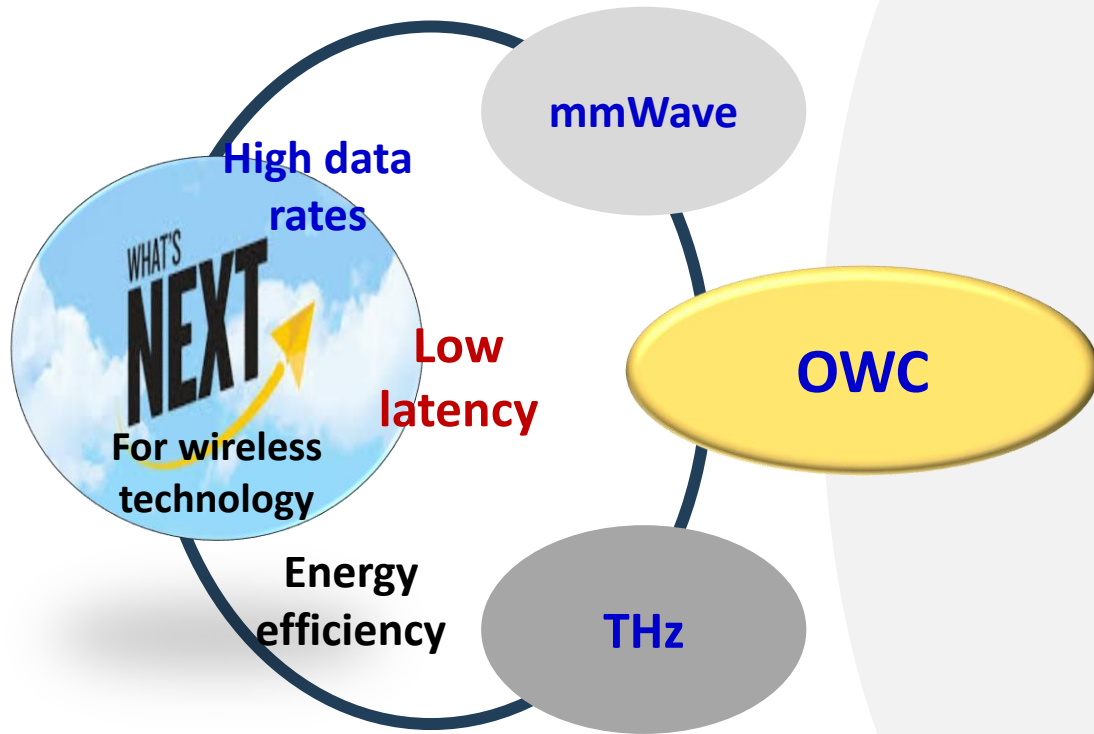 mmWave
High data
rates
WHAT'S
NEXT
Low
latency
OWC
For wireless
technology
Energy
efficiency
THz